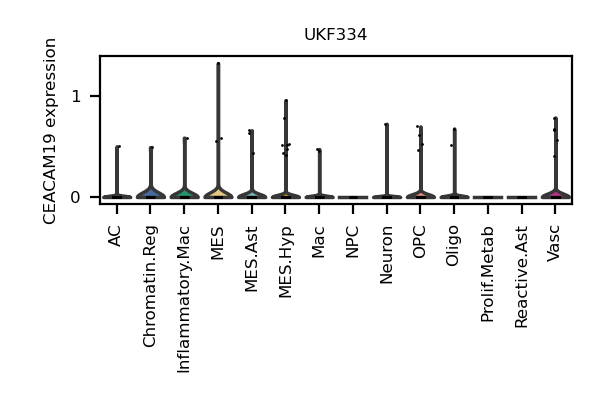 UKF334
CEACAM19 expression
1
0
AC
Chromatin.Reg
Inflammatory.Mac
MES
MES.Ast
MES.Hyp
Mac
NPC
Neuron
OPC
Oligo
Prolif.Metab
Reactive.Ast
Vasc